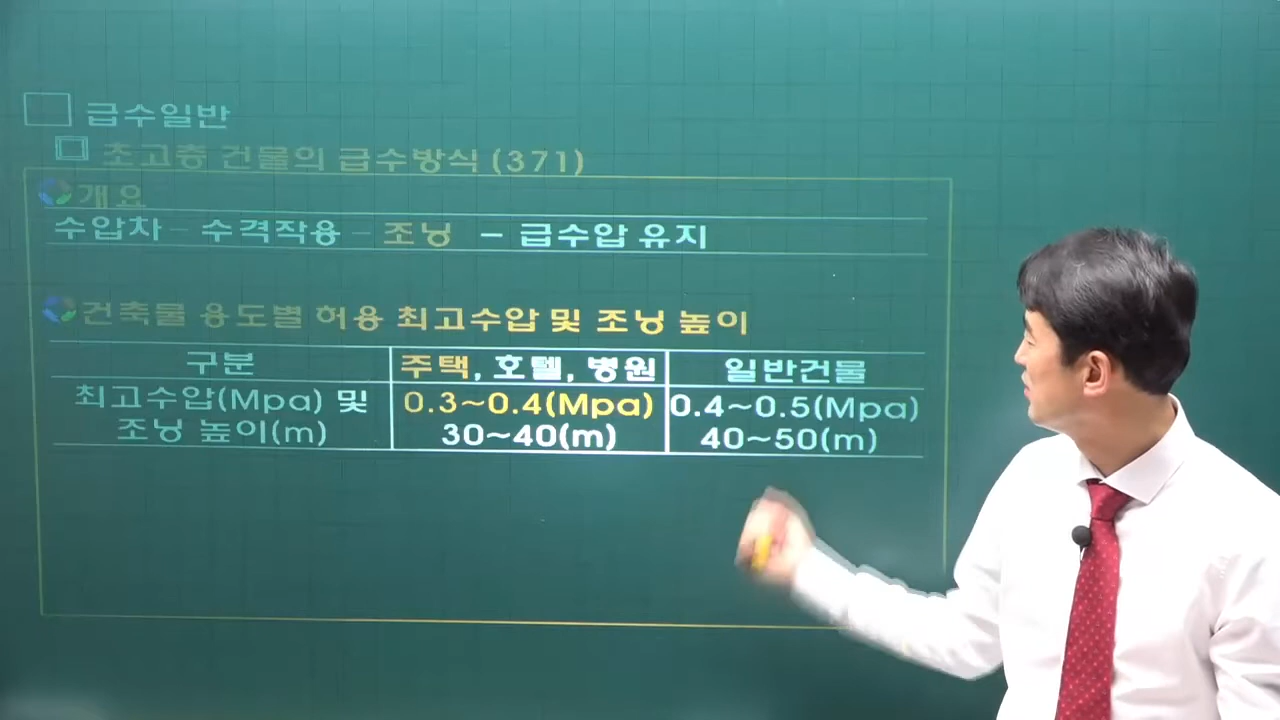 급수일반
초고층 건물의 급수방식 (371)
개요
수압차 - 수격작용 - 조닝 - 급수압 유지
건축물 용도별 허용 최고수압 및 조닝 높이
구분 주택, 호텔, 병원 일반건물
최고수압(Mpa) 및 조닝 높이(m)
0.3~0.4(Mpa) 30~40(m)
0.4~0.5(Mpa) 40~50(m)